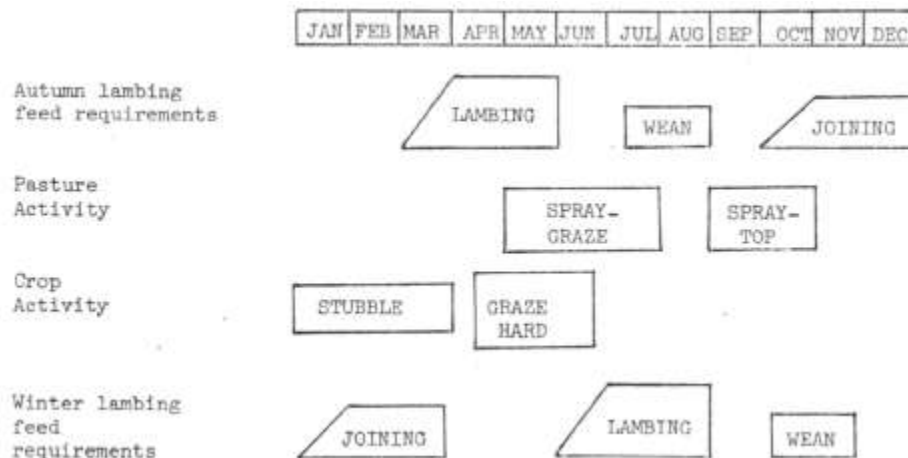 JAN FEB MAR APR MAY JUN JUL AUG SEP OCT NOV DEC
Autumn lambing
feed requirements
LAMBING
WEAN
JOINING
Pasture
Activity
SPRAY-
GRAZE
SPRAY-
TOP
Crop
Activity
STUBBLE
GRAZE
HARD
Winter lambing
feed
requirements
JOINING
LAMBING
WEAN